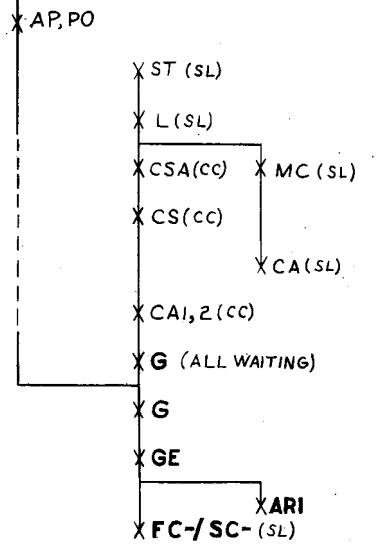 AP, PO
ST (SL)
L (SL)
CSA (CC) MC (SL)
CS (CC)
CA (SL)
CA1, 2 (CC)
G (ALL WAITING)
G
GE
ARI
FC-/SC- (SL)